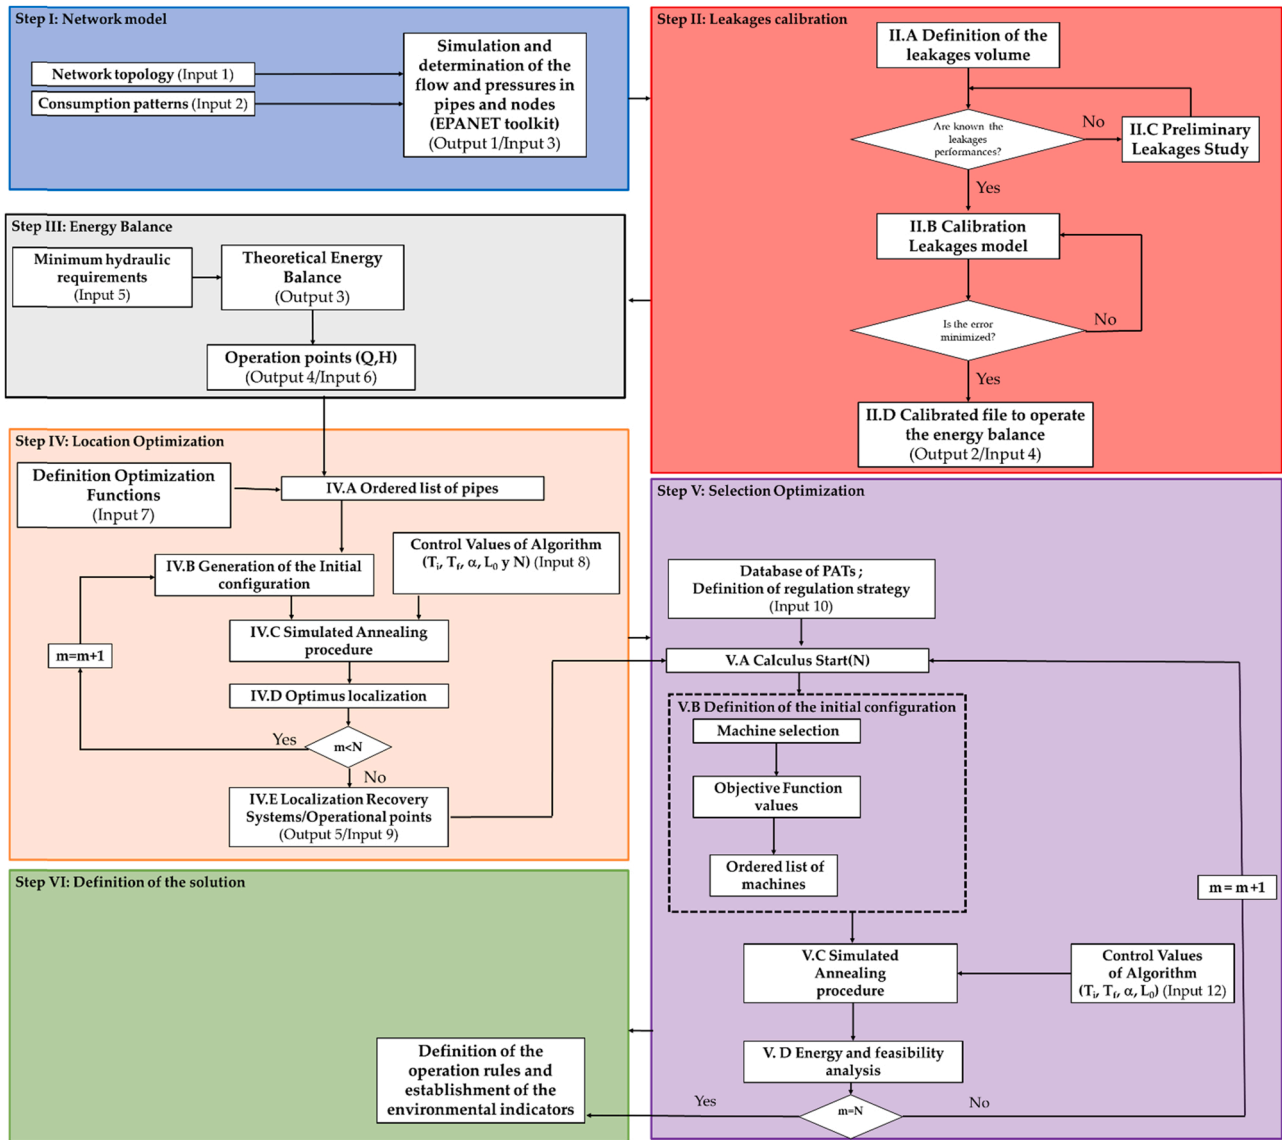 Step I: Network model
Network topology (Input 1)
Consumption patterns (Input 2)
Simulation and
determination of the
flow and pressures in
pipes and nodes
(EPANET toolkit)
(Output 1/Input 3)
Step II: Leakages calibration
II.A Definition of the
leakages volume
Are known the
leakages
performances?
No
II.C Preliminary
Leakages Study
Yes
II.B Calibration
Leakages model
Is the error
minimized?
No
Yes
II.D Calibrated file to operate
the energy balance
(Output 2/Input 4)
Step III: Energy Balance
Minimum hydraulic
requirements
(Input 5)
Theoretical Energy
Balance
(Output 3)
Operation points (Q,H)
(Output 4/Input 6)
Step IV: Location Optimization
Definition Optimization
Functions
(Input 7)
IV.A Ordered list of pipes
IV.B Generation of the Initial
configuration
Control Values of Algorithm
(Ti, Tf, α, L0 y N) (Input 8)
IV.C Simulated Annealing
procedure
m=m+1
IV.D Optimus localization
Yes
m<N
No
IV.E Localization Recovery
Systems/Operational points
(Output 5/Input 9)
Step V: Selection Optimization
Database of PATs ;
Definition of regulation strategy
(Input 10)
V.A Calculus Start(N)
V.B Definition of the initial configuration
Machine selection
Objective Function
values
Ordered list of
machines
m = m+1
V.C Simulated
Annealing
procedure
Control Values
of Algorithm
(Ti, Tf, α, L0) (Input 12)
V. D Energy and feasibility
analysis
Yes
m=N
No
Step VI: Definition of the solution
Definition of the
operation rules and
establishment of the
environmental indicators